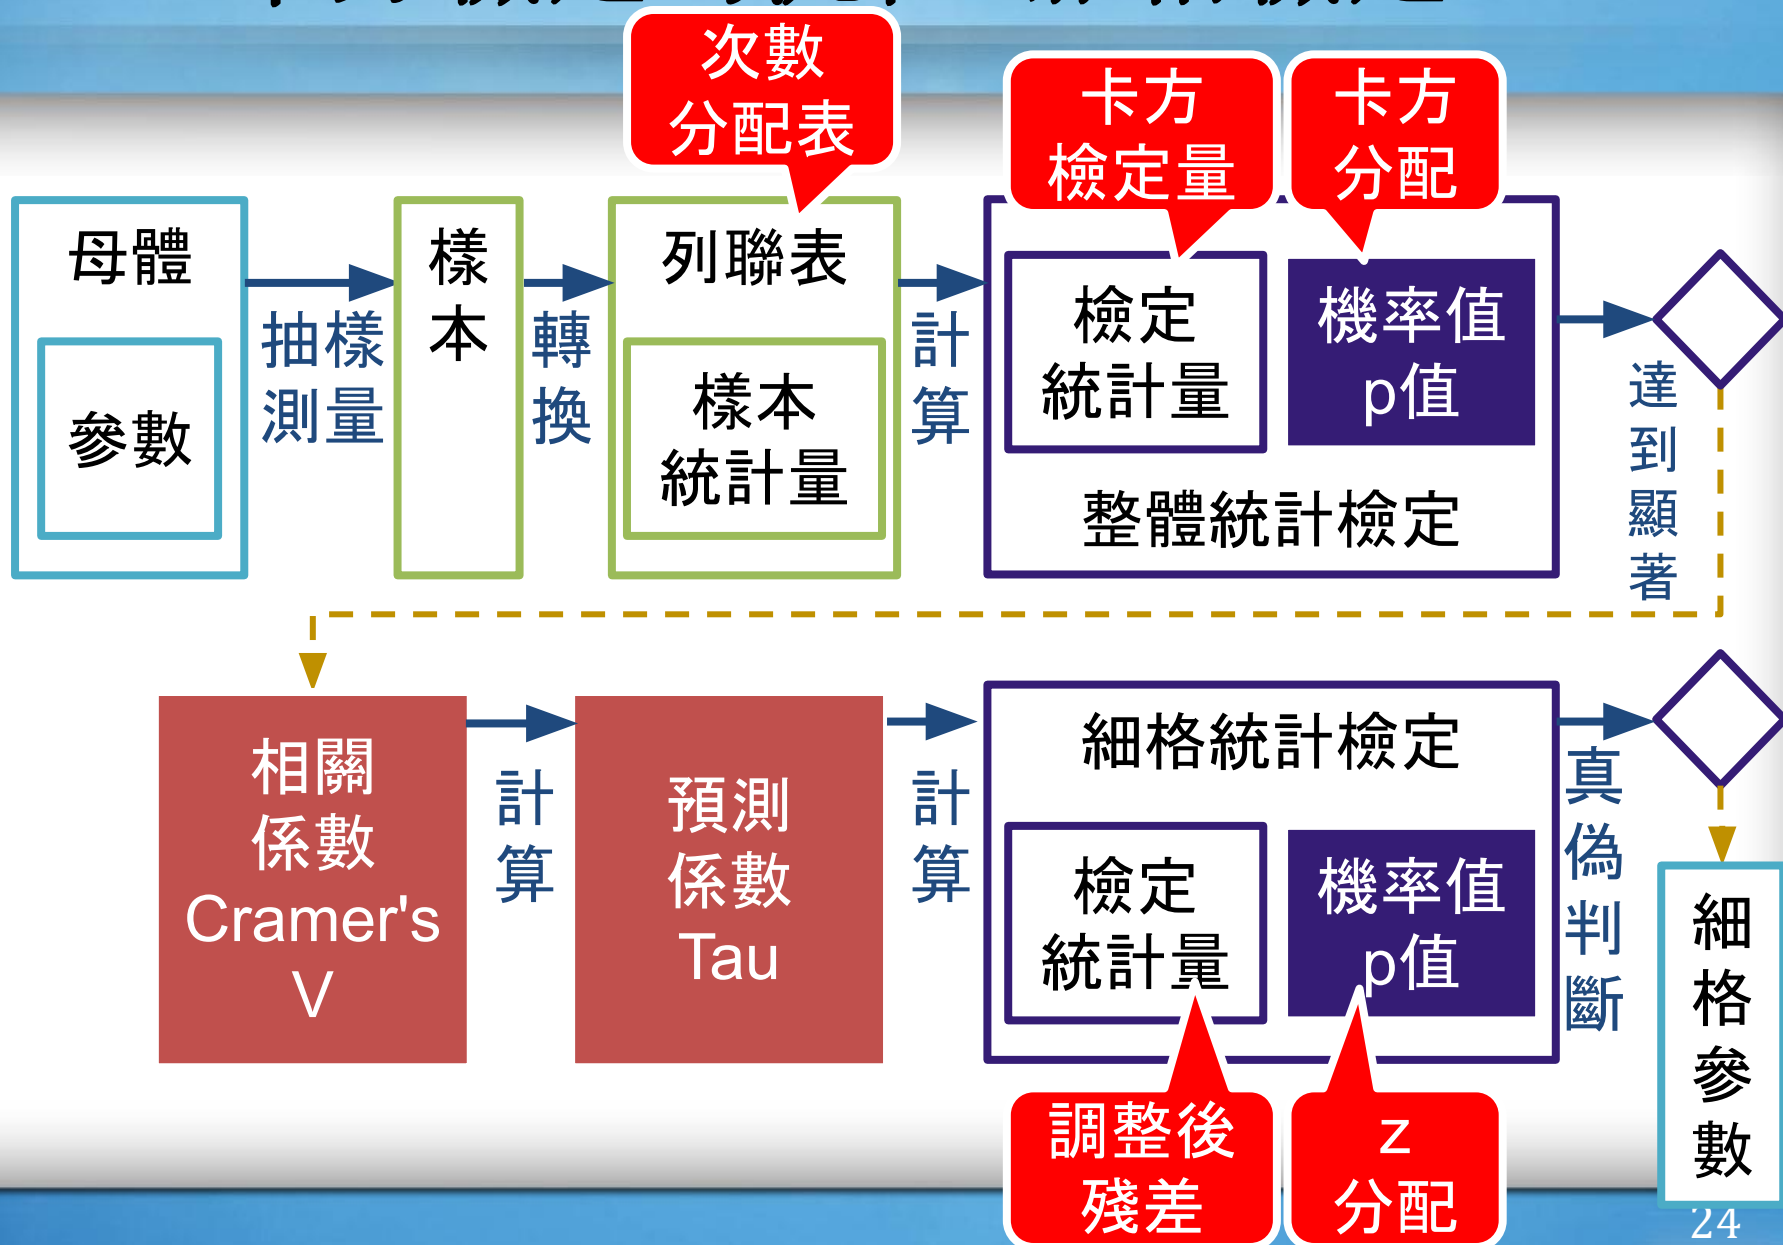 次數
分配表
卡方
檢定量
卡方
分配
母體
參數
抽樣
測量
樣
本
轉
換
列聯表
樣本
統計量
計
算
檢定
統計量
機率值
p值
整體統計檢定
達
到
顯
著
相關
係數
Cramer's
V
計
算
預測
係數
Tau
計
算
細格統計檢定
檢定
統計量
機率值
p值
調整後
殘差
z
分配
真
偽
判
斷
細
格
參
數
24